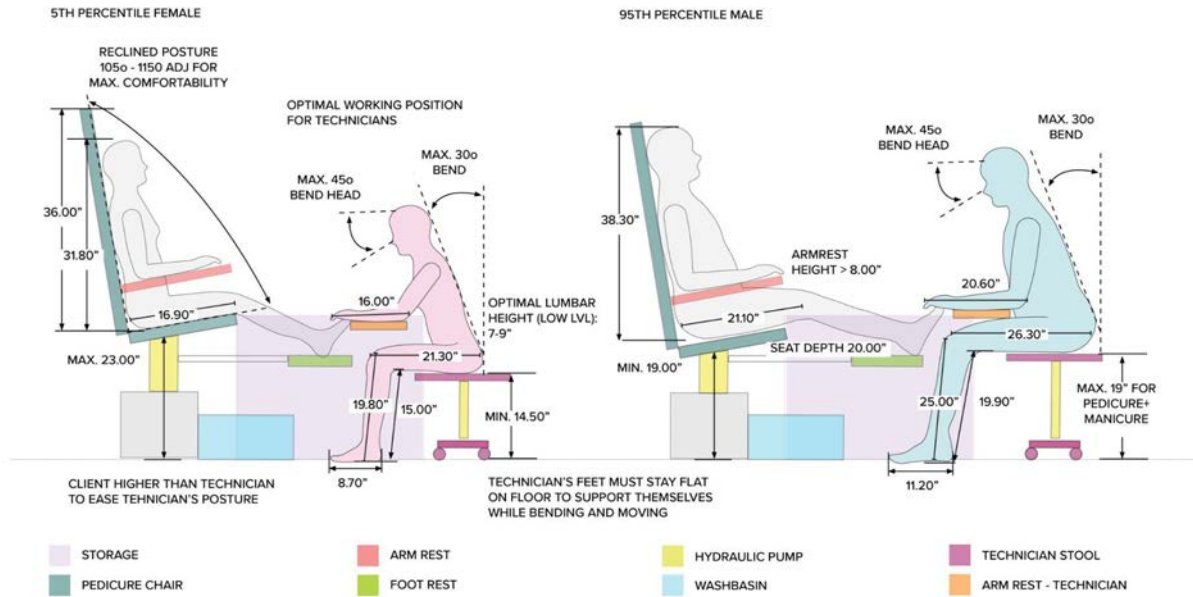 5TH PERCENTILE FEMALE
95TH PERCENTILE MALE
RECLINED POSTURE
105o - 1150 ADJ FOR
MAX. COMFORTABILITY
OPTIMAL WORKING POSITION
FOR TECHNICIANS
MAX. 30o
BEND
MAX. 45o
BEND HEAD
36.00"
31.80"
16.90"
16.00"
OPTIMAL LUMBAR
HEIGHT (LOW LVL):
7-9"
21.30"
MAX. 23.00"
19.80"
15.00"
MIN. 14.50"
8.70"
MAX. 45o
BEND HEAD
MAX. 30o
BEND
38.30"
ARMREST
HEIGHT > 8.00"
20.60"
21.10"
26.30"
SEAT DEPTH 20.00"
MIN. 19.00"
25.00"
19.90"
MAX. 19" FOR
PEDICURE+
MANICURE
11.20"
CLIENT HIGHER THAN TECHNICIAN
TO EASE TEHNICIAN'S POSTURE
TECHNICIAN'S FEET MUST STAY FLAT
ON FLOOR TO SUPPORT THEMSELVES
WHILE BENDING AND MOVING
STORAGE
ARM REST
HYDRAULIC PUMP
TECHNICIAN STOOL
PEDICURE CHAIR
FOOT REST
WASHBASIN
ARM REST - TECHNICIAN